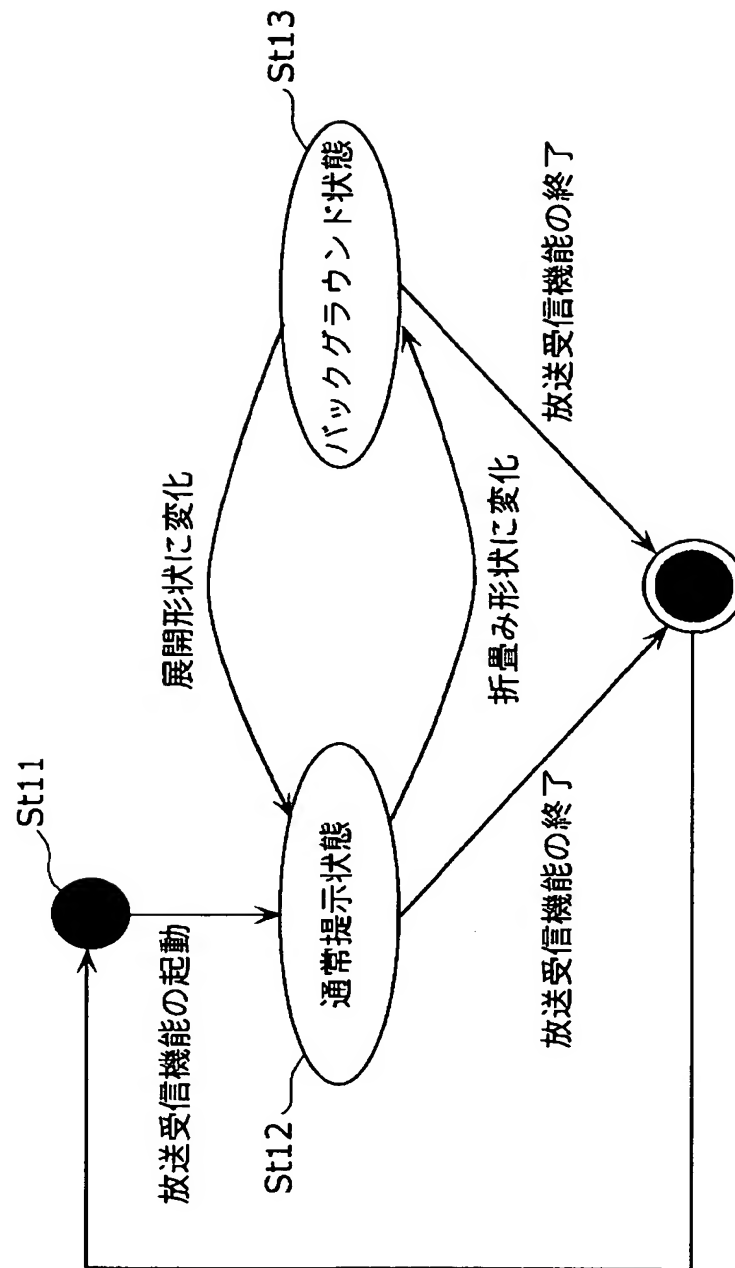 St11
放送受信機能の起動
St12
通常提示状態
展開形状に変化
折畳み形状に変化
St13
バックグラウンド状態
放送受信機能の終了
放送受信機能の終了